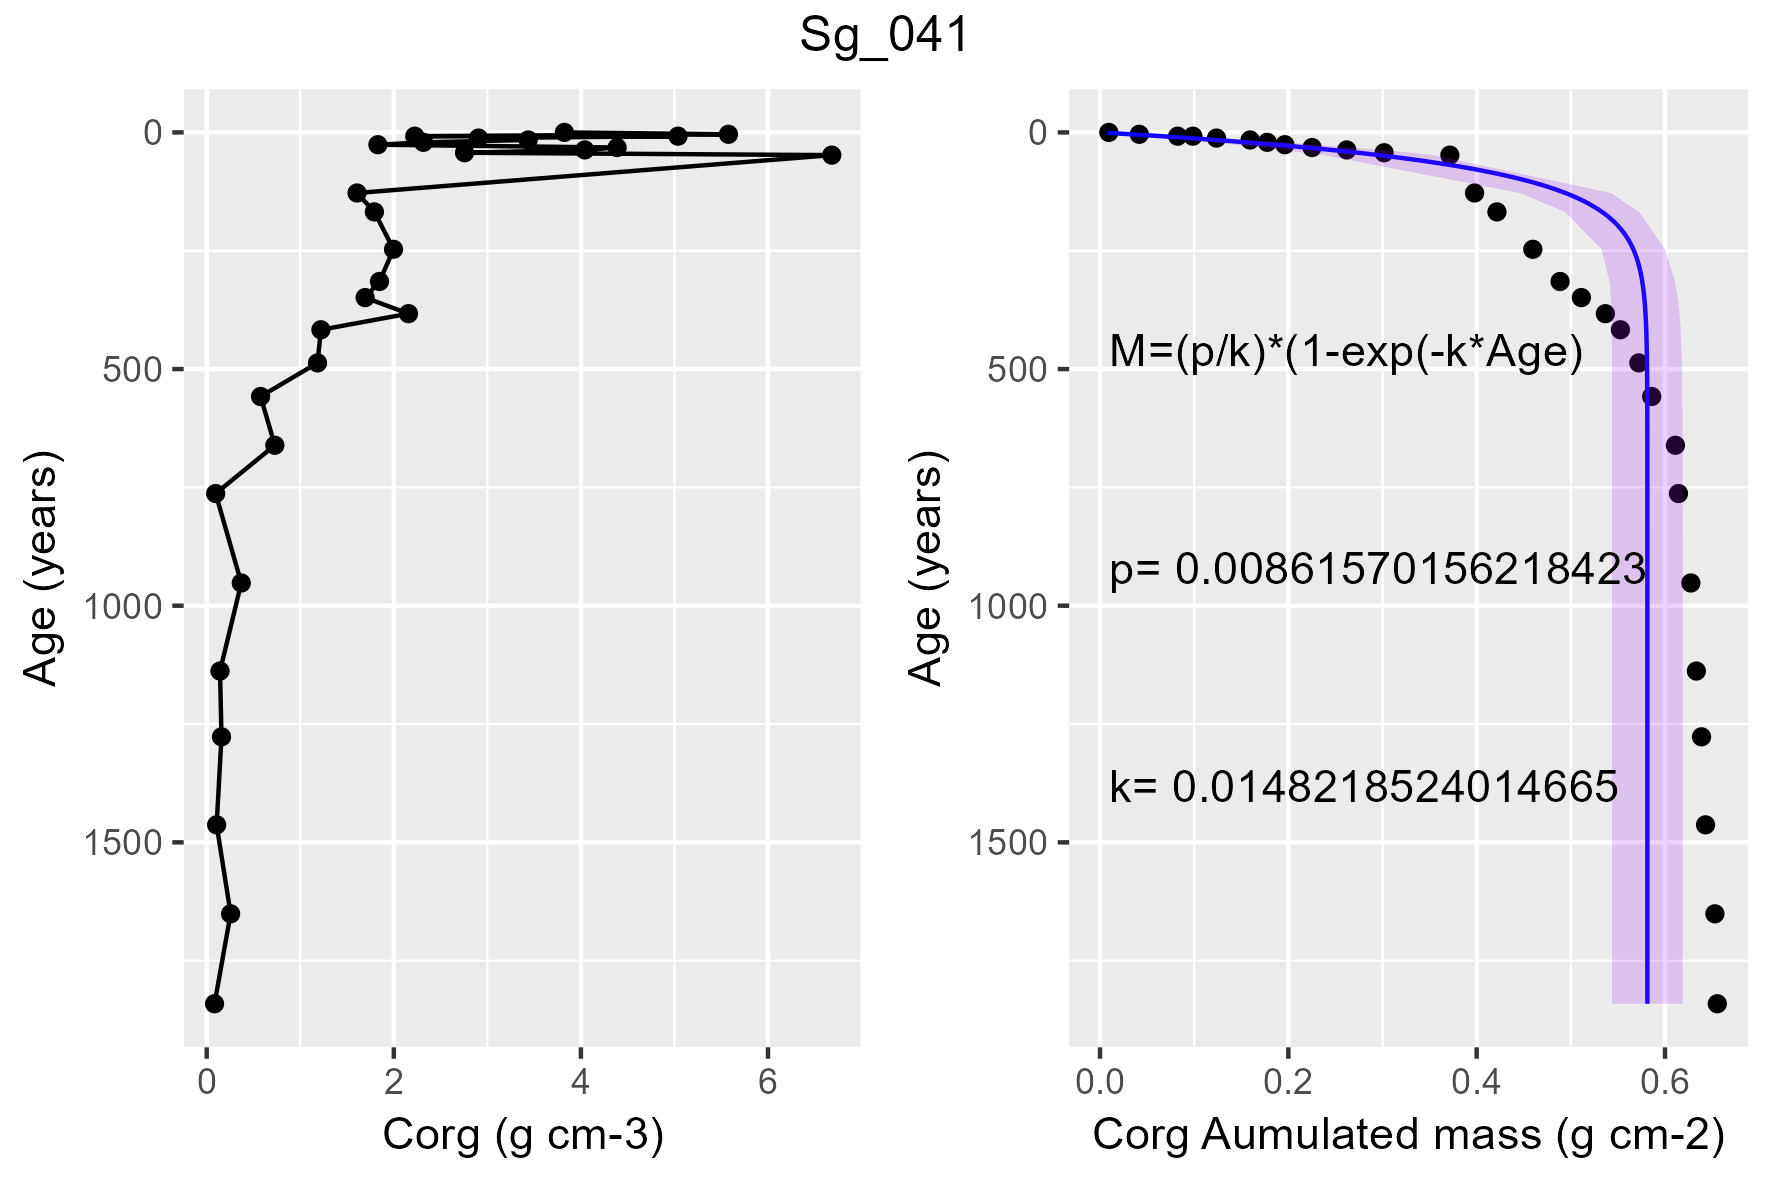 Sg_041
Age (years)
0
500
1000
1500
0
2
4
6
Corg (g cm-3)
Age (years)
0
500
1000
1500
M=(p/k)*(1-exp(-k*Age)
p= 0.00861570156218423
k= 0.0148218524014665
0.0
0.2
0.4
0.6
Corg Aumulated mass (g cm-2)